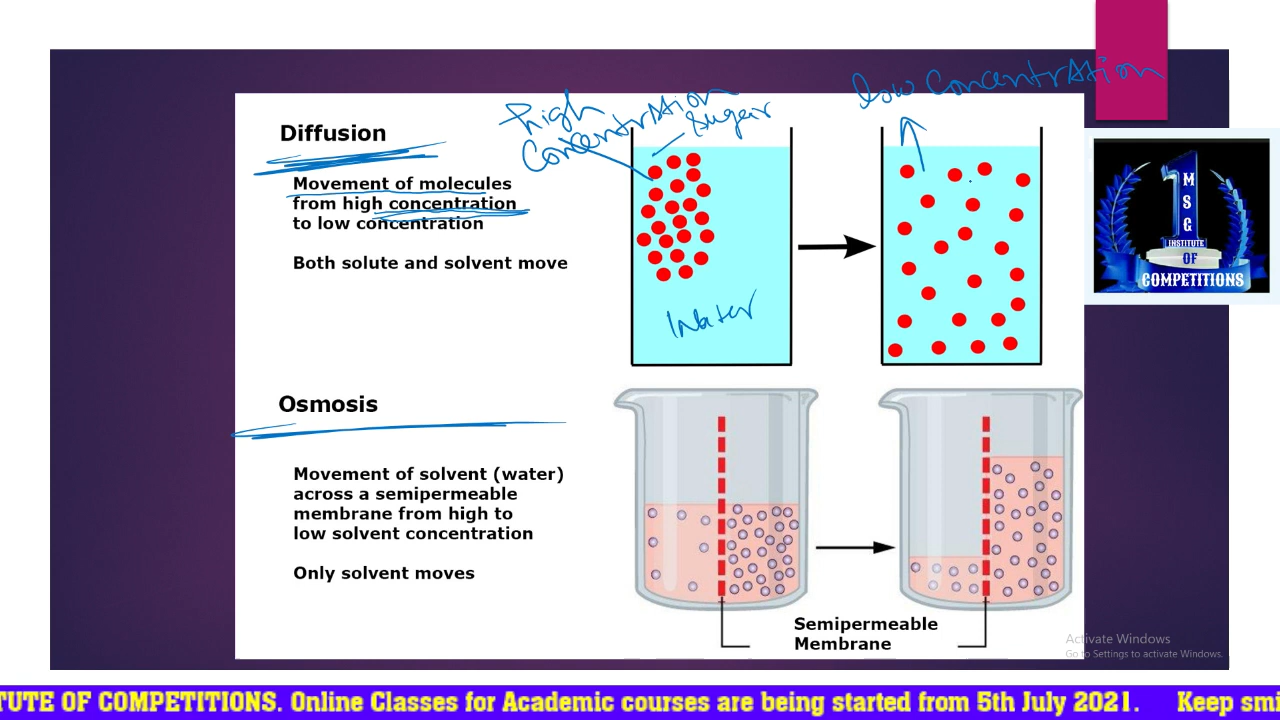 low Concentration
high
Concentration
Sugar
Diffusion
Movement of molecules
from high concentration
to low concentration
Both solute and solvent move
Water
1
MSG
INSTITUTE
OF
COMPETITIONS
Osmosis
Movement of solvent (water)
across a semipermeable
membrane from high to
low solvent concentration
Only solvent moves
Semipermeable
Membrane
Activate Windows
Go to Settings to activate Windows.
TUTE OF COMPETITIONS. Online Classes for Academic courses are being started from 5th July 2021. Keep smi